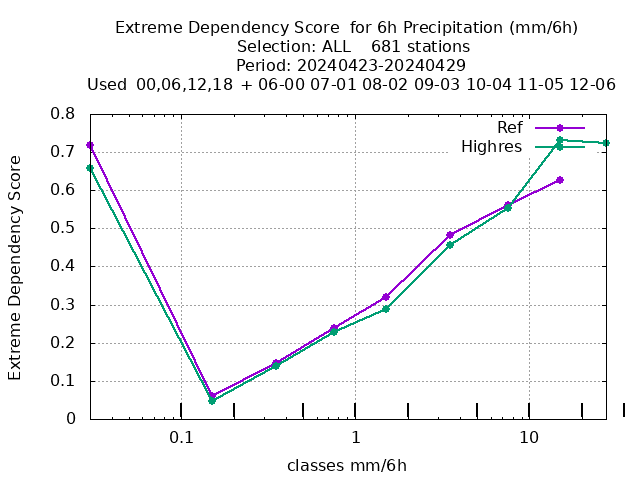 Extreme Dependency Score  for 6h Precipitation (mm/6h)
Selection: ALL    681 stations
Period: 20240423-20240429
Used  00,06,12,18  + 06-00 07-01 08-02 09-03 10-04 11-05 12-06
Ref
Highres
0.8
0.7
0.6
0.5
0.4
0.3
0.2
0.1
0
Extreme Dependency Score
0.1 1 10
classes mm/6h